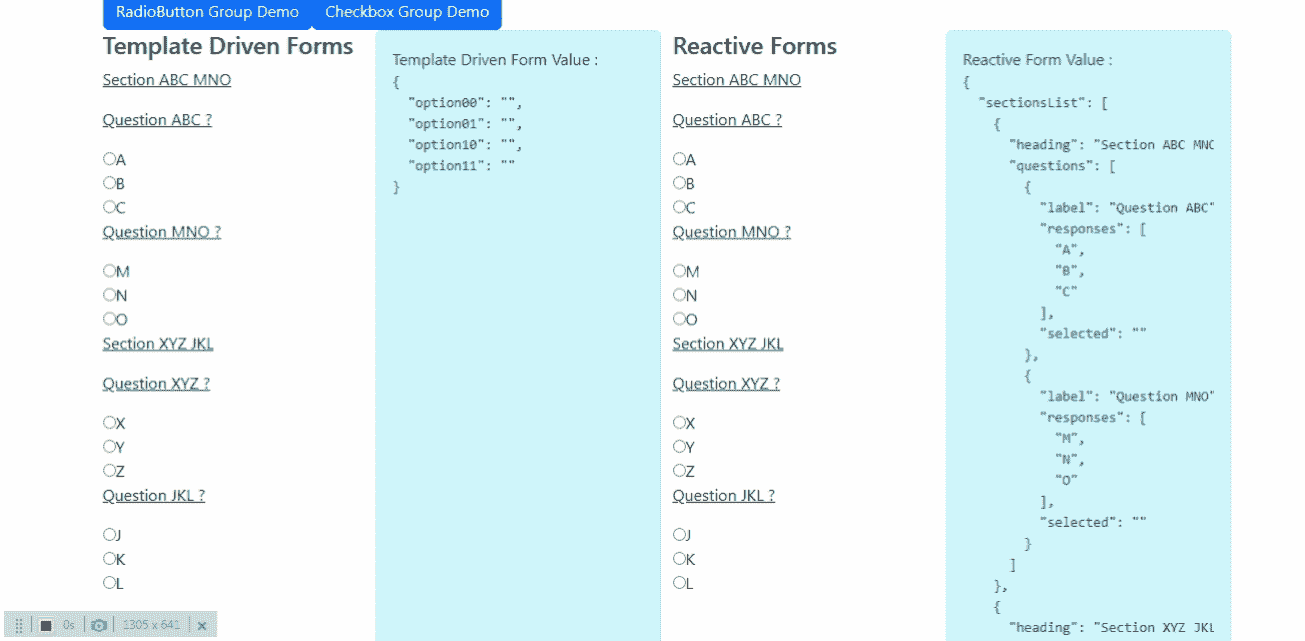 RadioButton Group Demo
Checkbox Group Demo
Template Driven Forms
Section ABC MNO
Question ABC ?
A
B
C
Question MNO ?
M
N
O
Section XYZ JKL
Question XYZ ?
X
Y
Z
Question JKL ?
J
K
L
Template Driven Form Value :
{
"option00": "",
"option01": "",
"option10": "",
"option11": ""
}
Reactive Forms
Section ABC MNO
Question ABC ?
A
B
C
Question MNO ?
M
N
O
Section XYZ JKL
Question XYZ ?
X
Y
Z
Question JKL ?
J
K
L
Reactive Form Value :
{
"sectionsList": [
{
"heading": "Section ABC MNO
"questions": [
{
"label": "Question ABC"
"responses": [
"A",
"B",
"C"
],
"selected": ""
},
{
"label": "Question MNO"
"responses": [
"M",
"N",
"O"
],
"selected": ""
}
]
},
{
"heading": "Section XYZ JKL
0s
1305 x 641